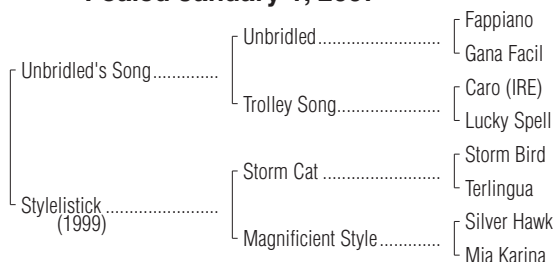 Foaled January 1,
Fappiano
Unbridled..............................
Gana Facil
Unbridled's Song..............
Caro (IRE)
Trolley Song.........................
Lucky Spell
Storm Bird
Storm Cat .............................
Terlingua
Stylelistick ...........................
(1999)
Silver Hawk
Magnificient Style..............
Mia Karina